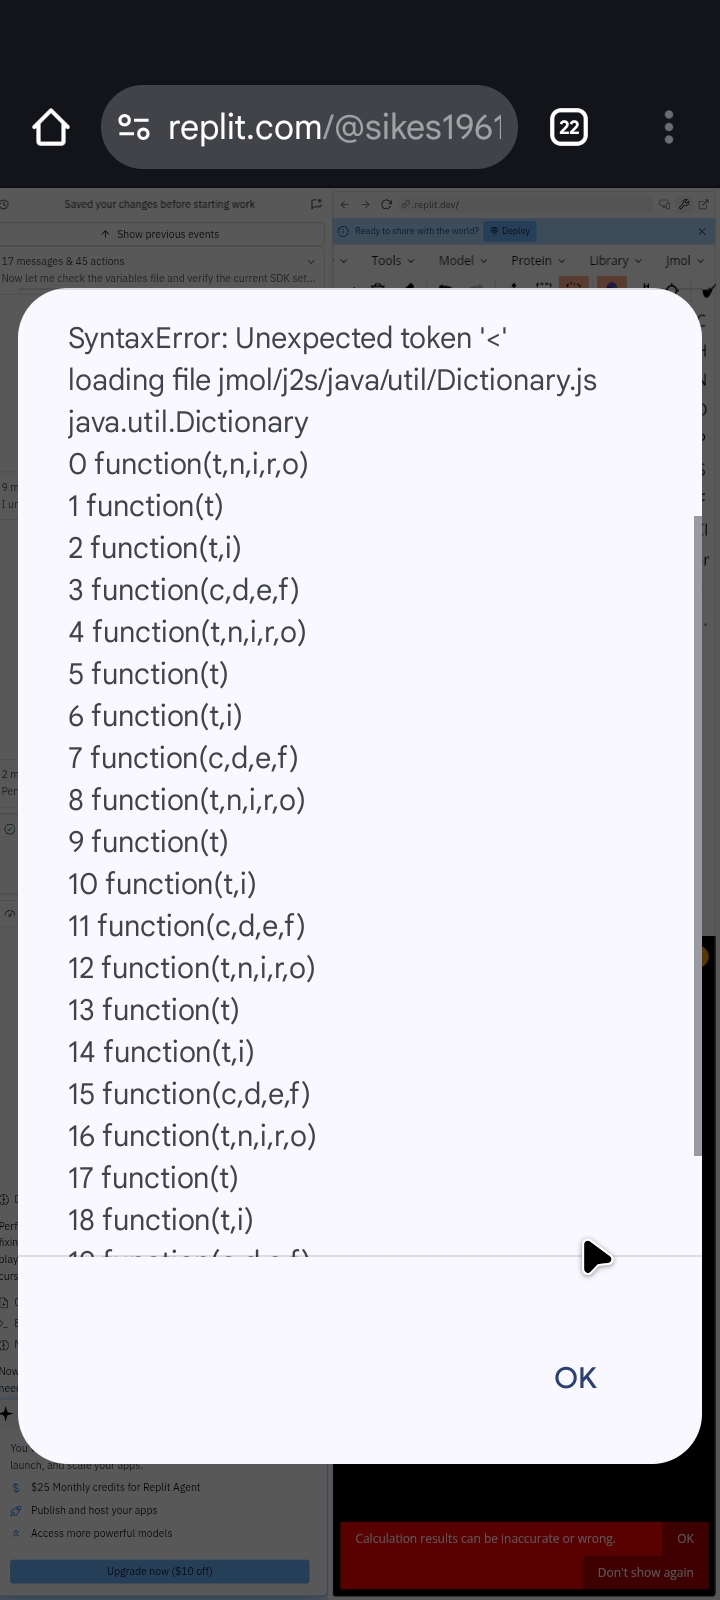 replit.com/@sikes1961
22
Saved your changes before starting work
Show previous events
17 messages & 45 actions
Now let me check the variables file and verify the current SDK set...
.replit.dev/
Ready to share with the world? Deploy
Tools Model Protein Library Jmol
SyntaxError: Unexpected token '<'
loading file jmol/j2s/java/util/Dictionary.js
java.util.Dictionary
0 function(t,n,i,r,o)
1 function(t)
2 function(t,i)
3 function(c,d,e,f)
4 function(t,n,i,r,o)
5 function(t)
6 function(t,i)
7 function(c,d,e,f)
8 function(t,n,i,r,o)
9 function(t)
10 function(t,i)
11 function(c,d,e,f)
12 function(t,n,i,r,o)
13 function(t)
14 function(t,i)
15 function(c,d,e,f)
16 function(t,n,i,r,o)
17 function(t)
18 function(t,i)
19 function(c,d,e,f)
OK
launch, and scale your apps.
$25 Monthly credits for Replit Agent
Publish and host your apps
Access more powerful models
Upgrade now ($10 off)
Calculation results can be inaccurate or wrong. OK
Don't show again